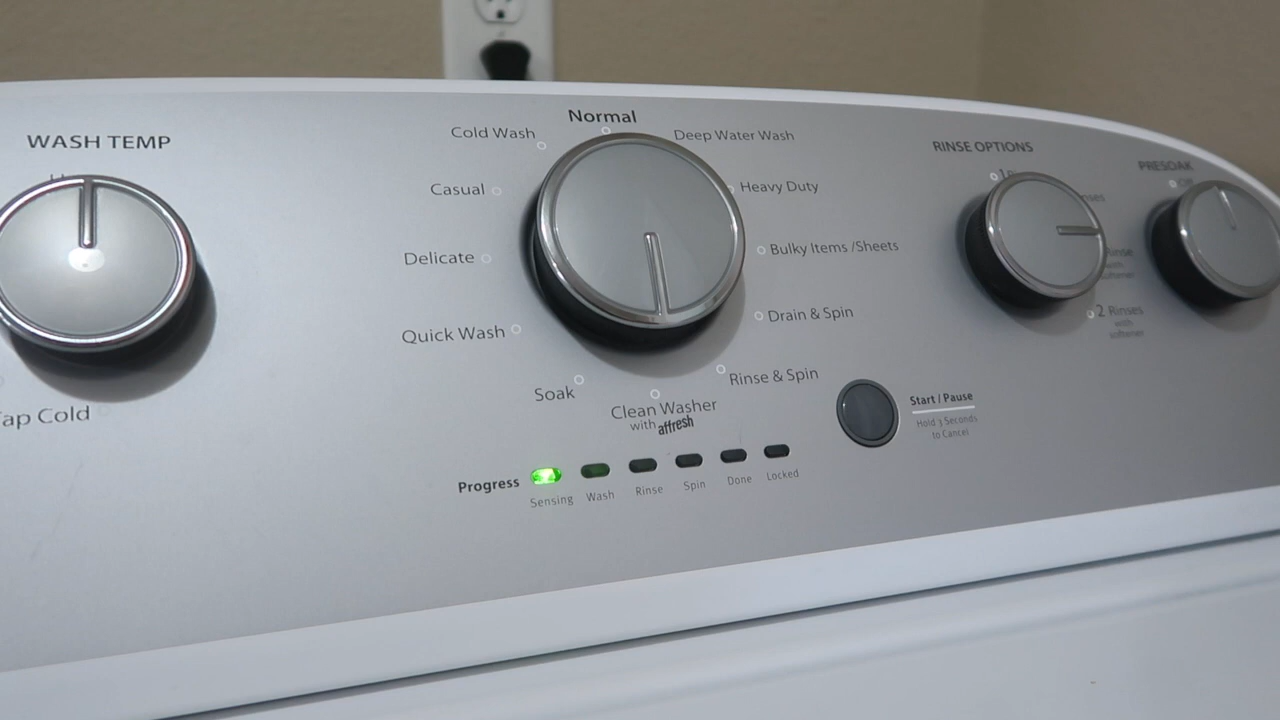 WASH TEMP
Tap Cold
Normal
Cold Wash
Deep Water Wash
Casual
Heavy Duty
Delicate
Bulky Items /Sheets
Quick Wash
Drain & Spin
Soak
Rinse & Spin
Clean Washer
with affresh
Progress
Sensing
Wash
Rinse
Spin
Done
Locked
Start / Pause
Hold 3 Seconds
to Cancel
RINSE OPTIONS
2 Rinses
with
softener
PRESOAK